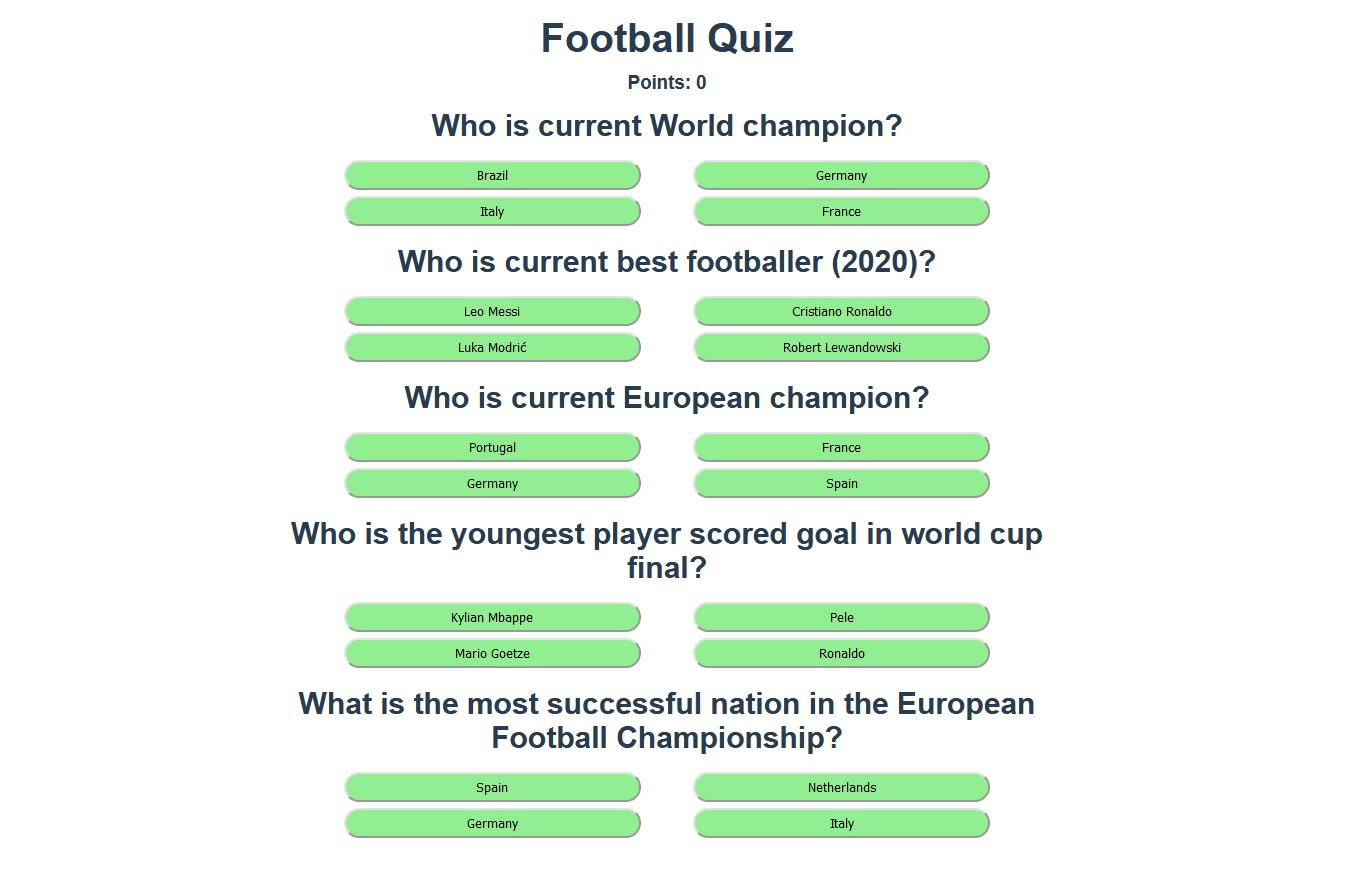 Football Quiz
Points: 0
Who is current World champion?
Brazil
Germany
Italy
France
Who is current best footballer (2020)?
Leo Messi
Cristiano Ronaldo
Luka Modrić
Robert Lewandowski
Who is current European champion?
Portugal
France
Germany
Spain
Who is the youngest player scored goal in world cup
final?
Kylian Mbappe
Pele
Mario Goetze
Ronaldo
What is the most successful nation in the European
Football Championship?
Spain
Netherlands
Germany
Italy